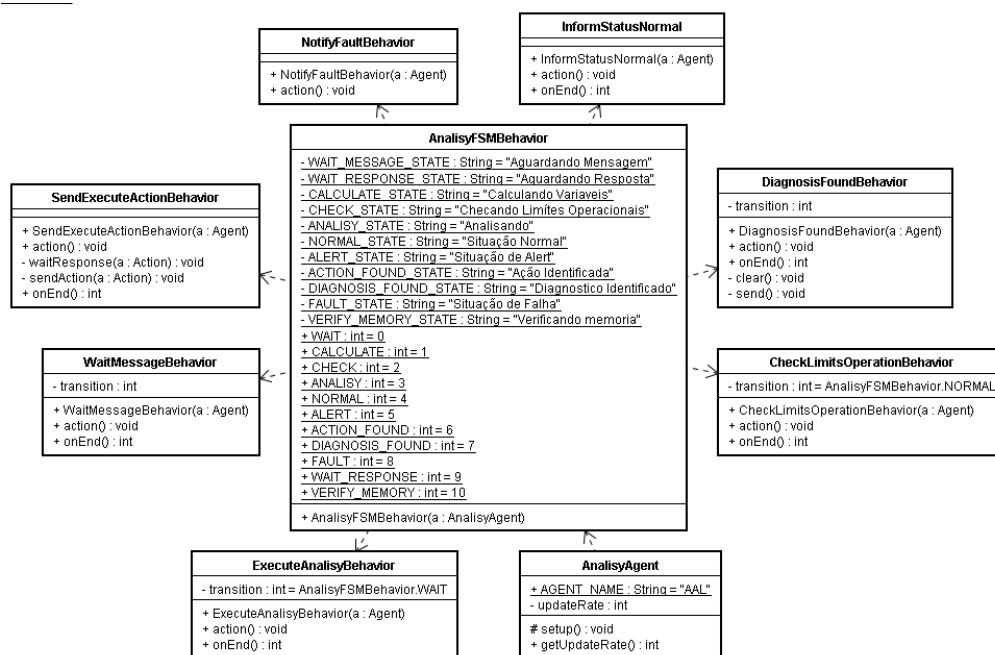 NotifyFaultBehavior
+ NotifyFaultBehavior(a : Agent)
+ action() : void
InformStatusNormal
+ InformStatusNormal(a : Agent)
+ action() : void
+ onEnd() : int
AnalisyFSMBehavior
- WAIT_MESSAGE_STATE : String = "Aguardando Mensagem"
- WAIT_RESPONSE_STATE : String = "Aguardando Resposta"
- CALCULATE_STATE : String = "Calculando Variaveis"
- CHECK_STATE : String = "Checando Limítes Operacionais"
- ANALISY_STATE : String = "Analisando"
- NORMAL_STATE : String = "Situação Normal"
- ALERT_STATE : String = "Situação de Alert"
- ACTION_FOUND_STATE : String = "Ação Identificada"
- DIAGNOSIS_FOUND_STATE : String = "Diagnostico Identificado"
- FAULT_STATE : String = "Situação de Falha"
- VERIFY_MEMORY_STATE : String = "Verificando memoria"
+ WAIT : int = 0
+ CALCULATE : int = 1
+ CHECK : int = 2
+ ANALISY : int = 3
+ NORMAL : int = 4
+ ALERT : int = 5
+ ACTION_FOUND : int = 6
+ DIAGNOSIS_FOUND : int = 7
+ FAULT : int = 8
+ WAIT_RESPONSE : int = 9
+ VERIFY_MEMORY : int = 10
+ AnalisyFSMBehavior(a : AnalisyAgent)
SendExecuteActionBehavior
+ SendExecuteActionBehavior(a : Agent)
+ action() : void
- waitResponse(a : Action) : void
- sendAction(a : Action) : void
+ onEnd() : int
DiagnosisFoundBehavior
- transition : int
+ DiagnosisFoundBehavior(a : Agent)
+ action() : void
+ onEnd() : int
- clear() : void
- send() : void
WaitMessageBehavior
- transition : int
+ WaitMessageBehavior(a : Agent)
+ action() : void
+ onEnd() : int
CheckLimitsOperationBehavior
- transition : int = AnalisyFSMBehavior.NORMAL
+ CheckLimitsOperationBehavior(a : Agent)
+ action() : void
+ onEnd() : int
ExecuteAnalisyBehavior
- transition : int = AnalisyFSMBehavior.WAIT
+ ExecuteAnalisyBehavior(a : Agent)
+ action() : void
+ onEnd() : int
AnalisyAgent
+ AGENT_NAME : String = "AAL"
- updateRate : int
# setup() : void
+ getUpdateRate() : int